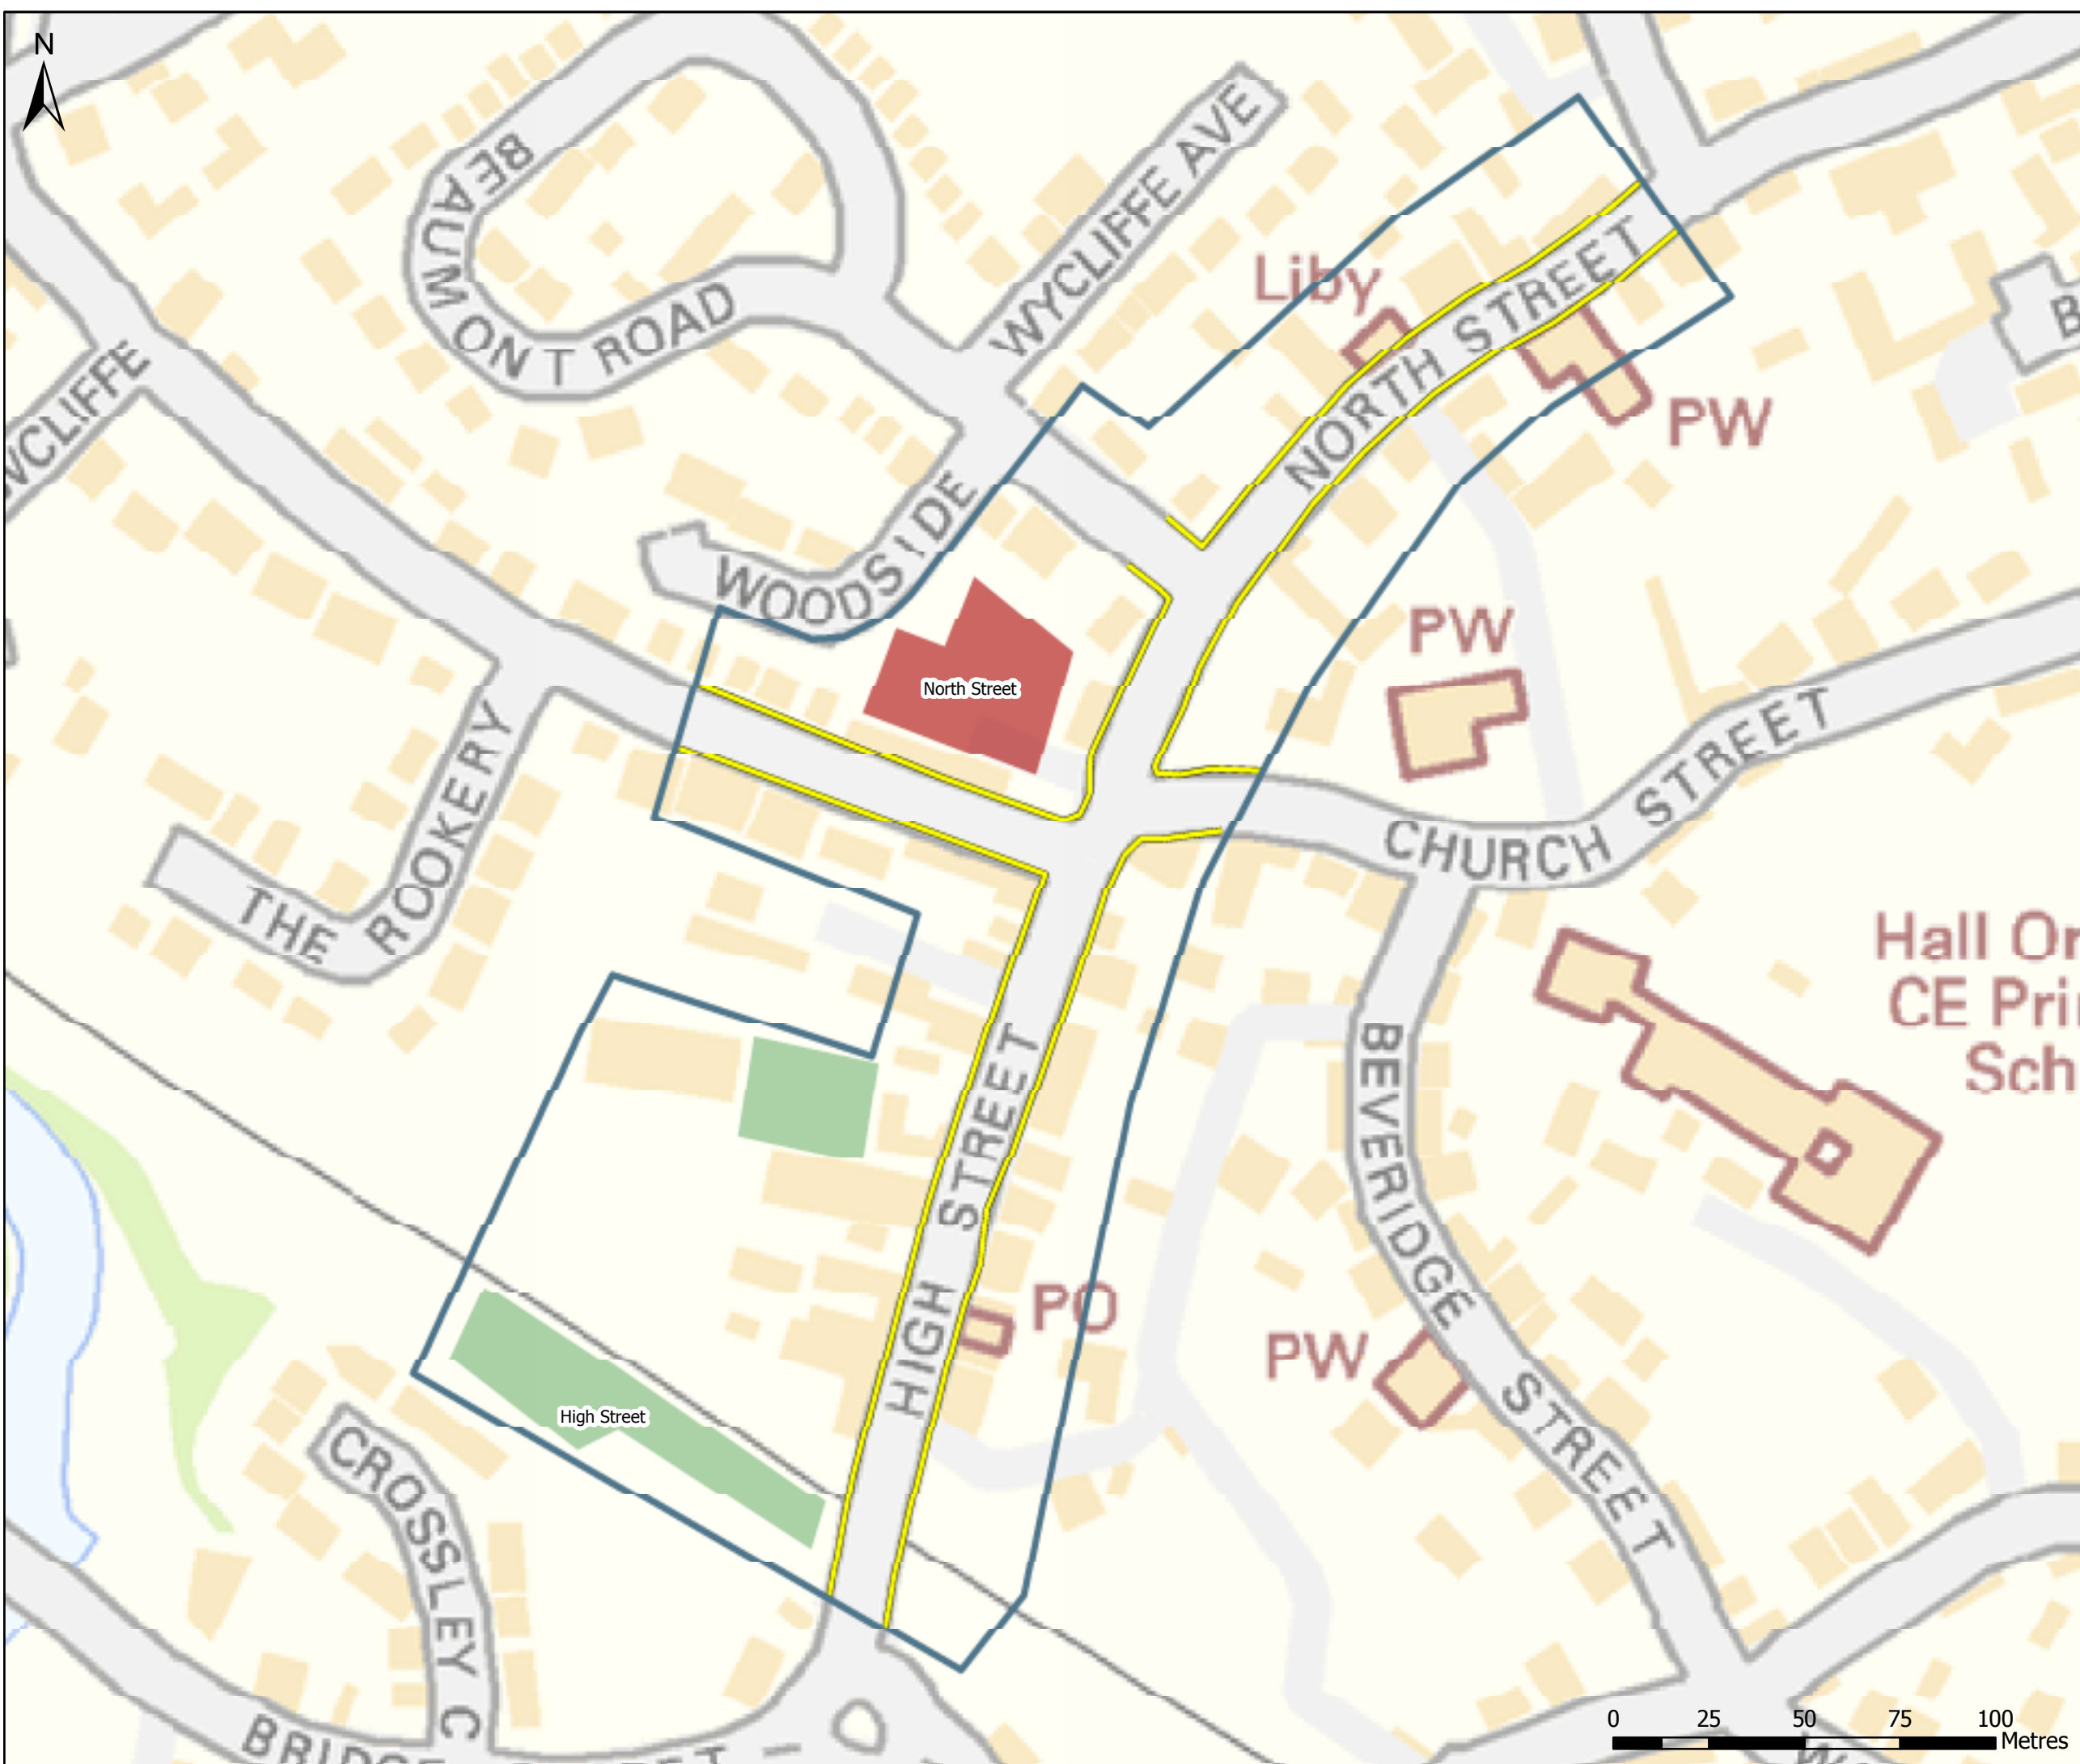 N
BEAUMONT ROAD
WYCLIFFE AVE
Liby
NORTH STREET
PW
WOODSIDE
North Street
PW
THE ROOKERY
CHURCH STREET
Hall Or
CE Pri
Sch
HIGH STREET
BEVERIDGE STREET
PO
PW
High Street
CROSSLEY C
0 25 50 75 100
Metres